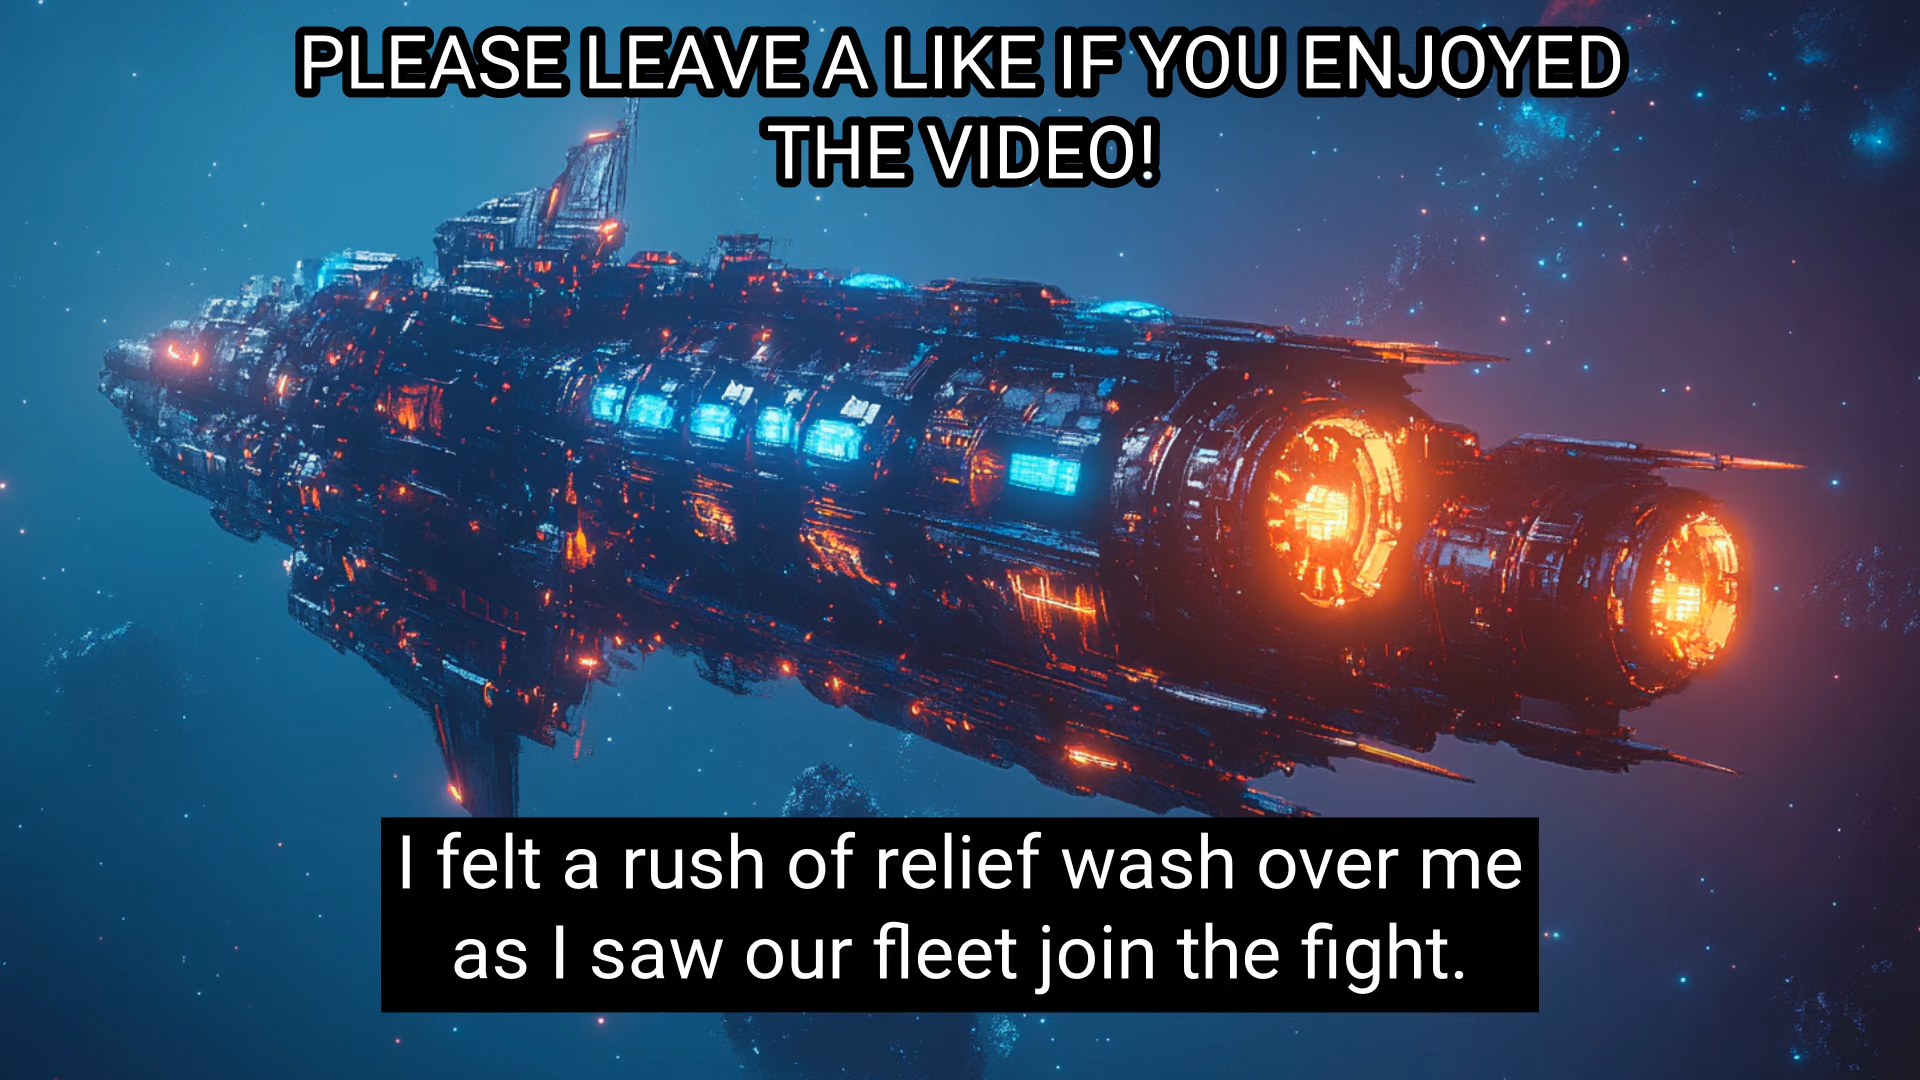 PLEASE LEAVE A LIKE IF YOU ENJOYED
THE VIDEO!
I felt a rush of relief wash over me
as I saw our fleet join the fight.